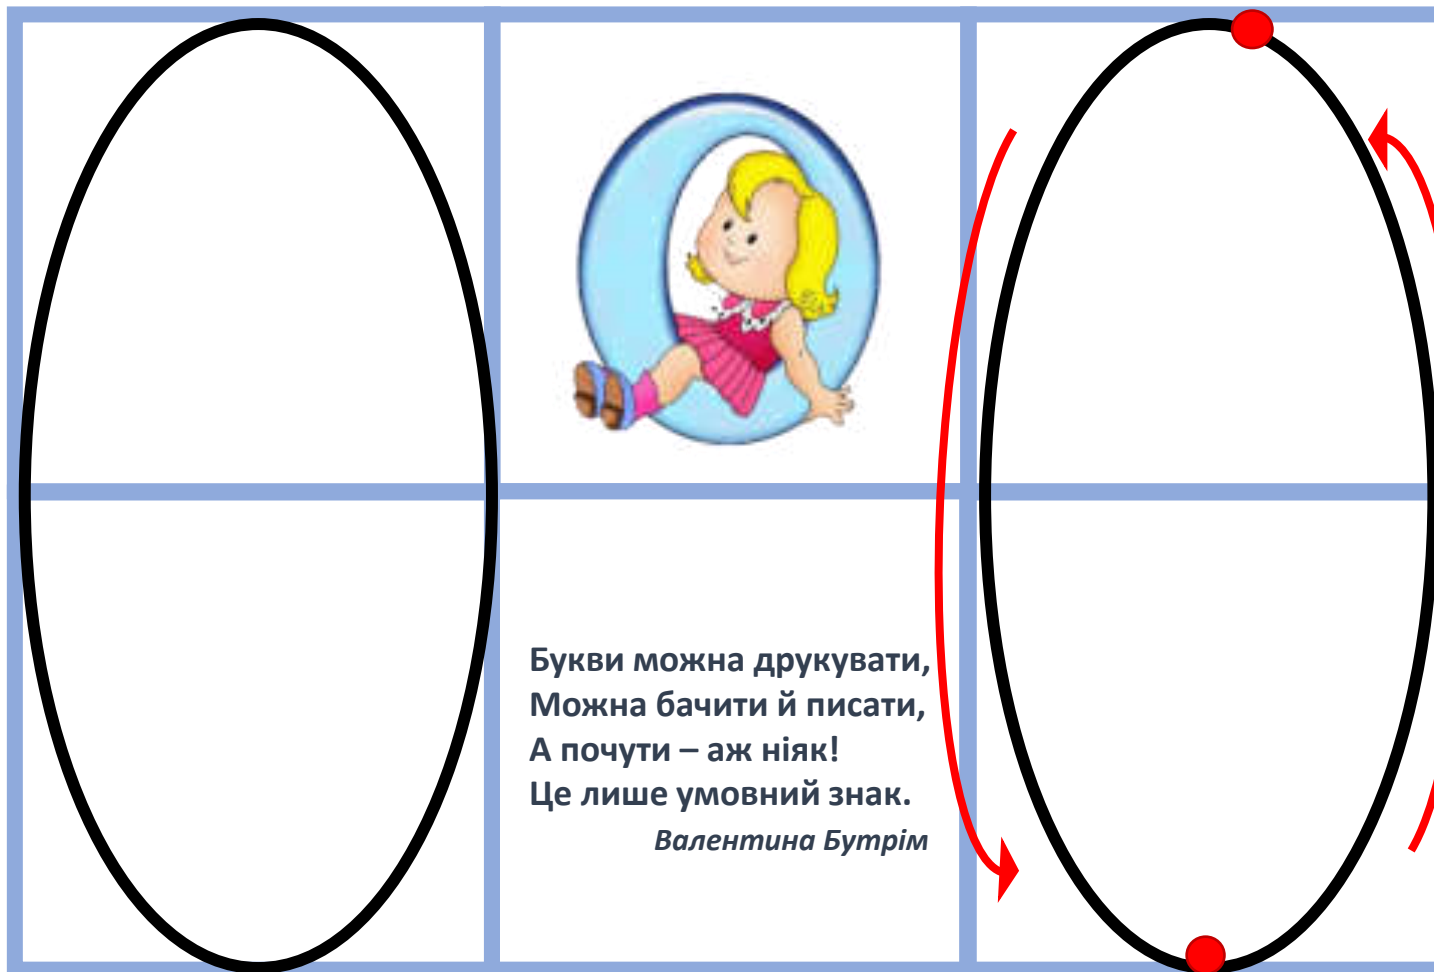 Букви можна друкувати,
Можна бачити й писати,
А почути – аж ніяк!
Це лише умовний знак.
Валентина Бутрім